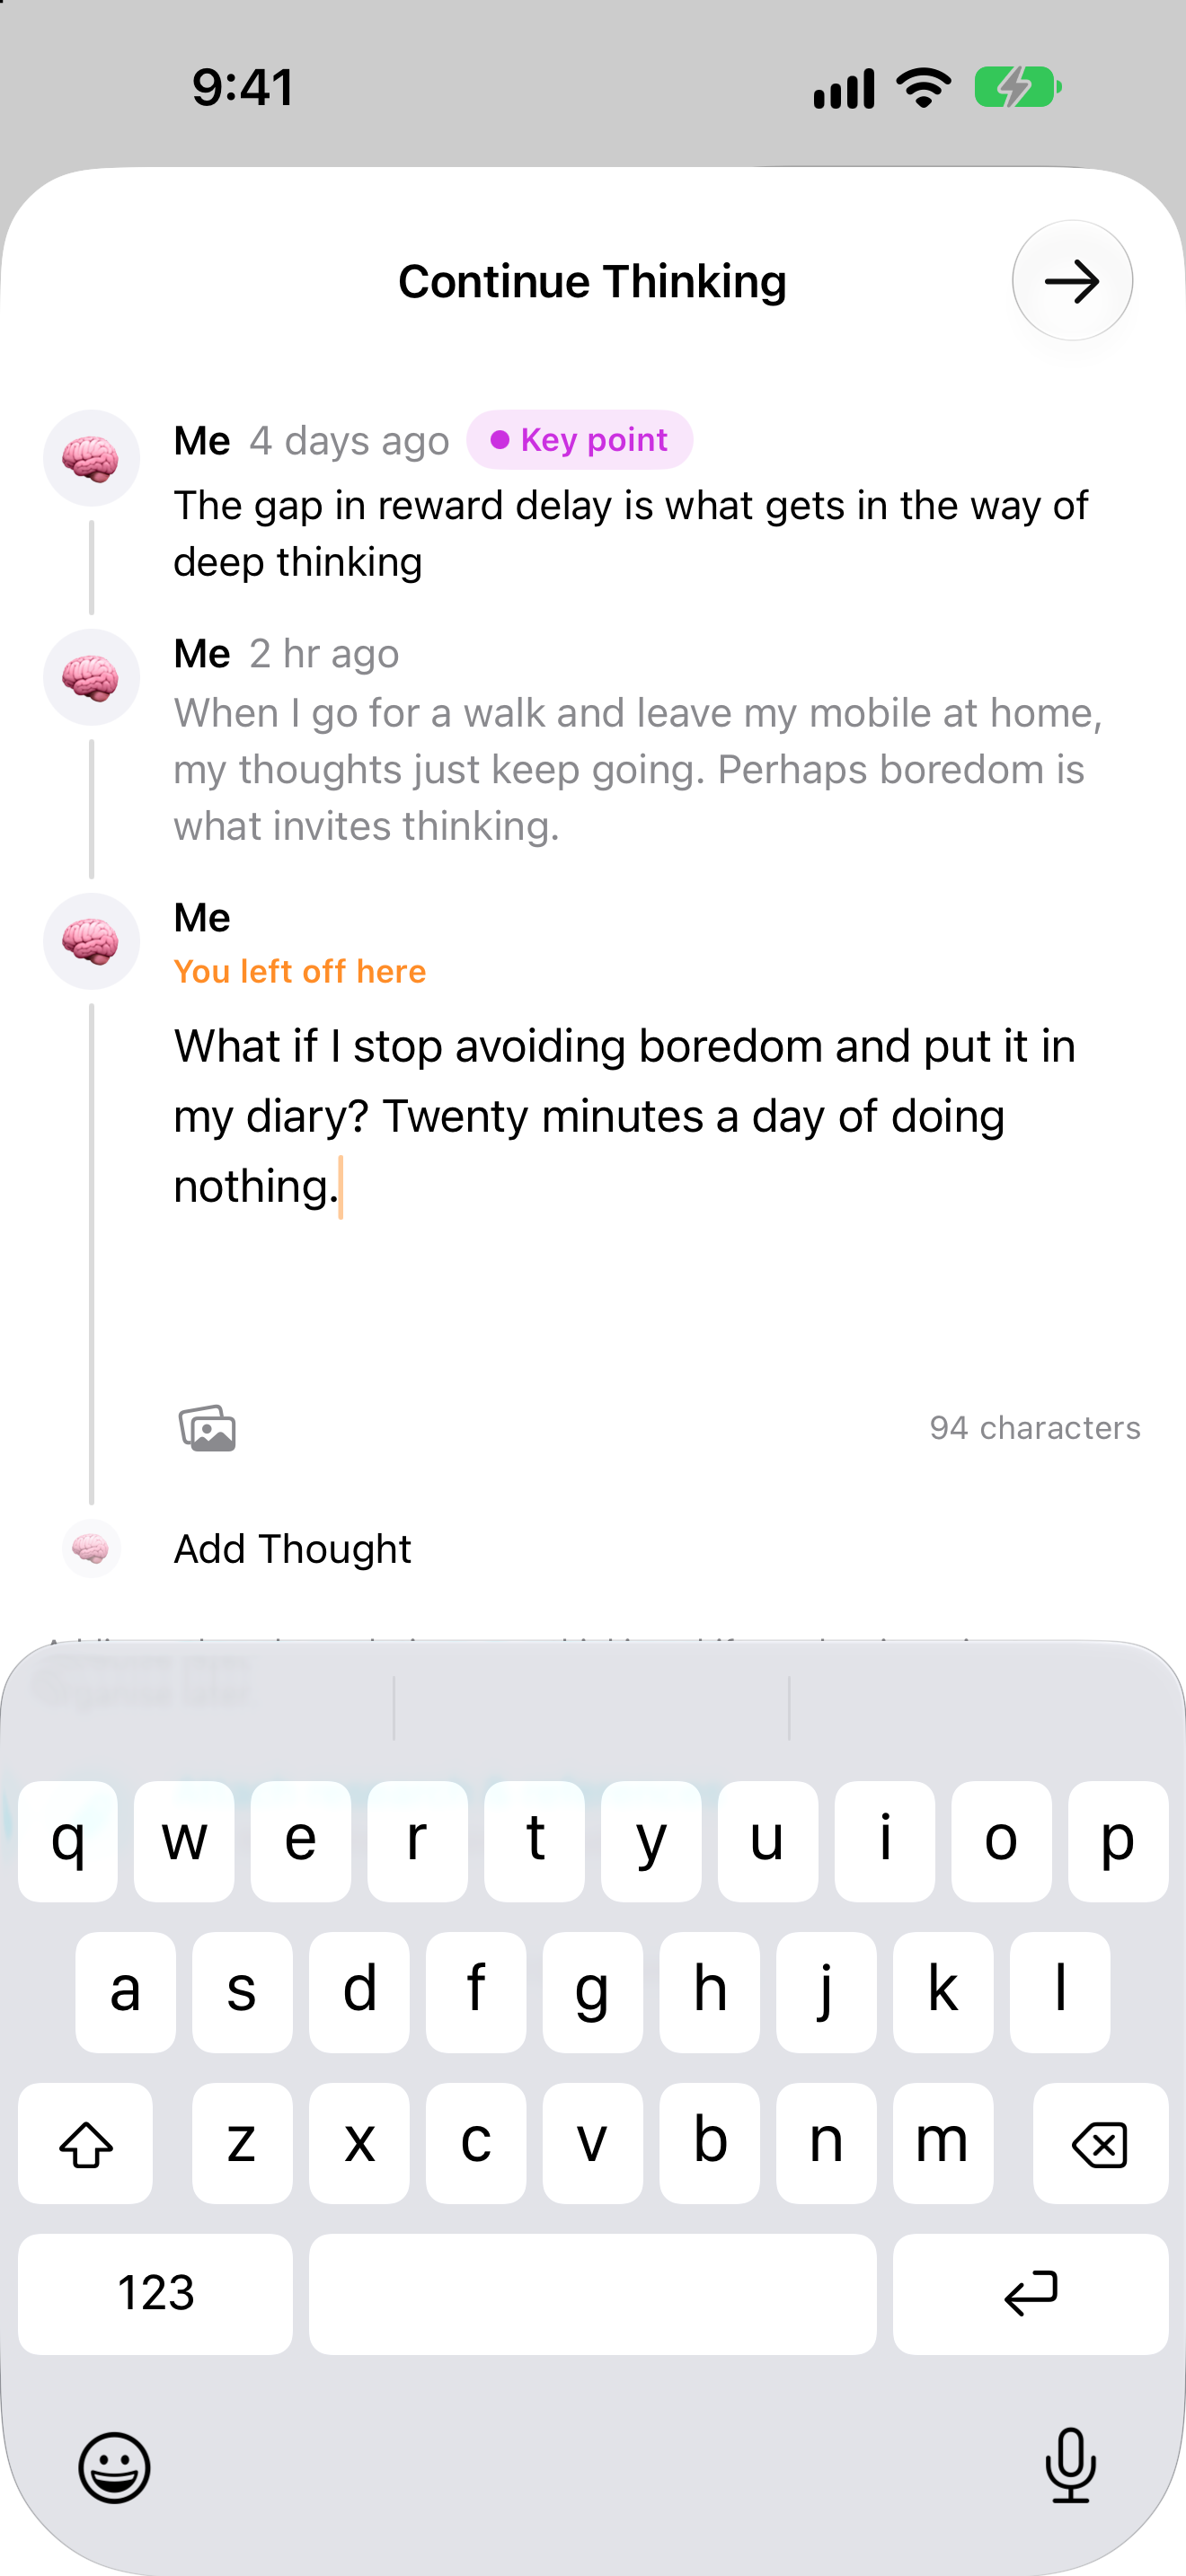 9:41
Continue Thinking
Me 4 days ago Key point
The gap in reward delay is what gets in the way of
deep thinking
Me 2 hr ago
When I go for a walk and leave my mobile at home,
my thoughts just keep going. Perhaps boredom is
what invites thinking.
Me
You left off here
What if I stop avoiding boredom and put it in
my diary? Twenty minutes a day of doing
nothing.
94 characters
Add Thought
q w e r t y u i o p
a s d f g h j k l
z x c v b n m
123